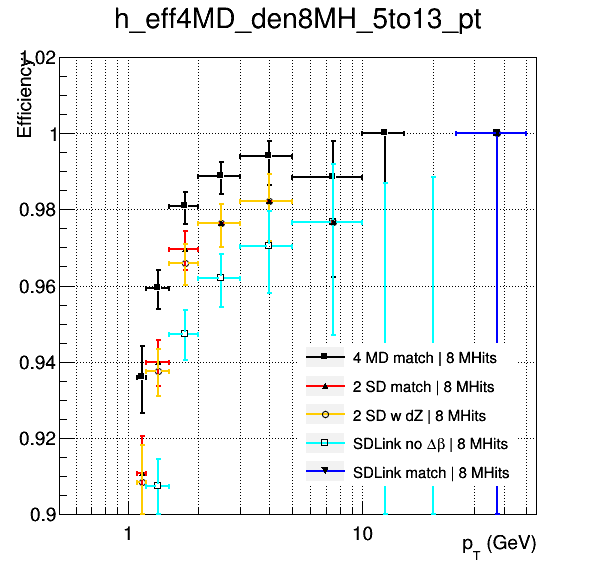 h_eff4MD_den8MH_5to13_pt
Efficiency
1.02
1
0.98
0.96
0.94
0.92
0.9
4 MD match | 8 MHits
2 SD match | 8 MHits
2 SD w dZ | 8 MHits
SDLink no Δβ | 8 MHits
SDLink match | 8 MHits
1 10
p_T (GeV)